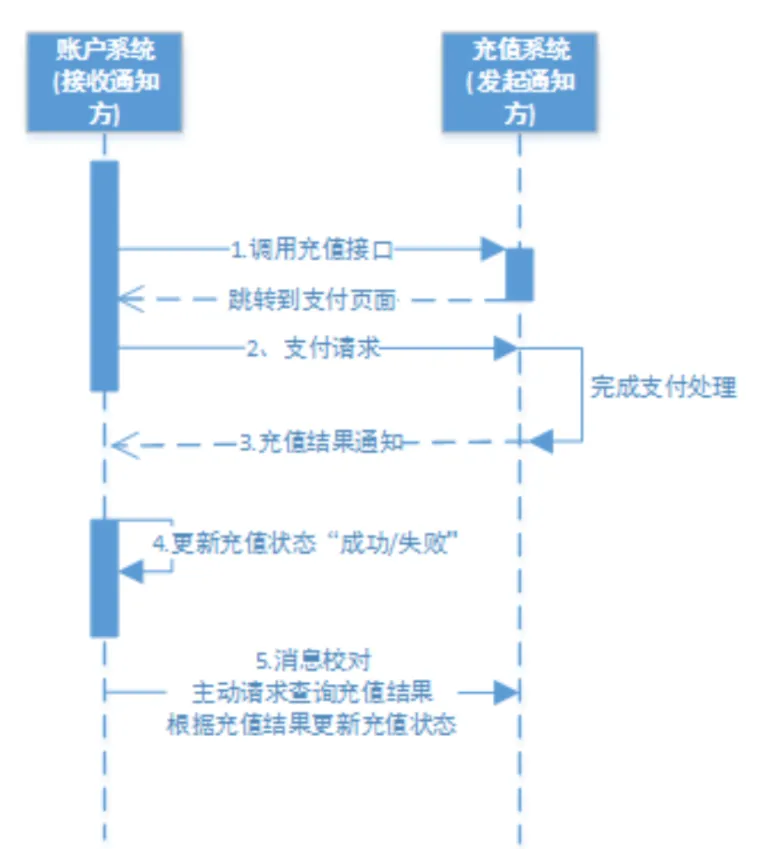 账户系统
(接收通知
方)
充值系统
(发起通知
方)
1.调用充值接口
跳转到支付页面
2、支付请求
完成支付处理
3.充值结果通知
4.更新充值状态“成功/失败”
5.消息校对
主动请求查询充值结果
根据充值结果更新充值状态